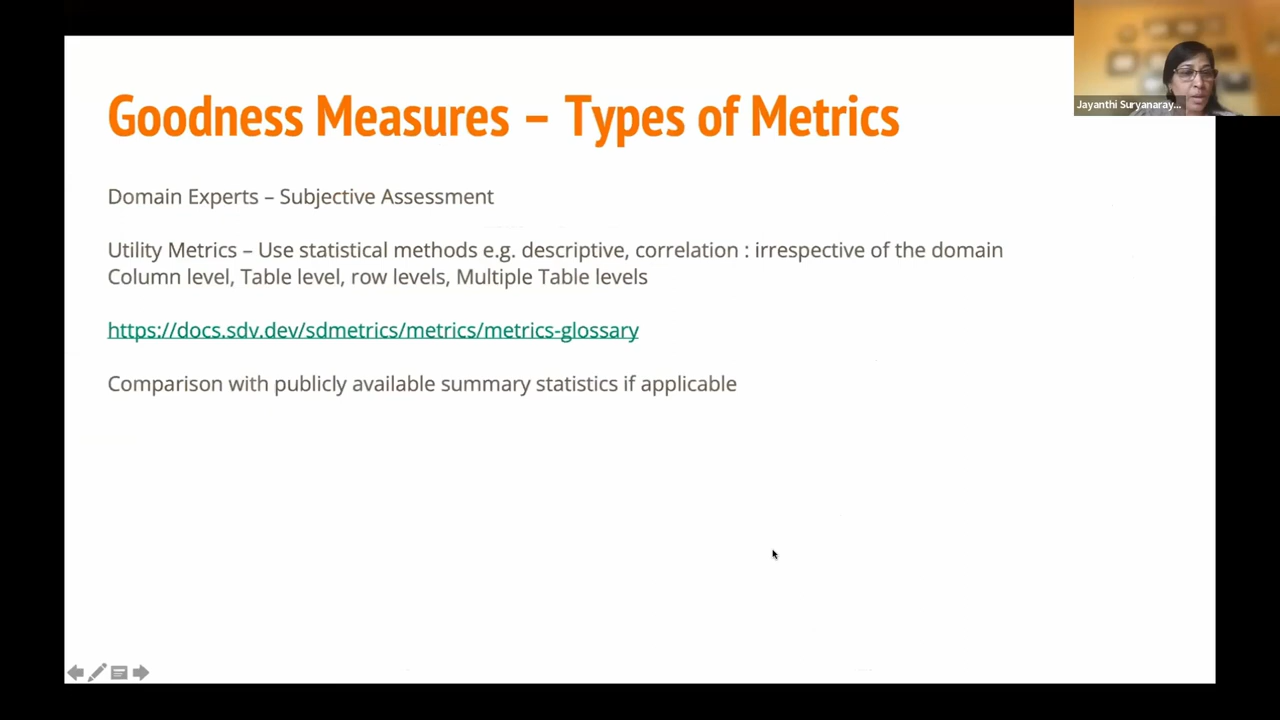 Goodness Measures – Types of Metrics
Jayanthi Suryanaray...
Domain Experts – Subjective Assessment
Utility Metrics – Use statistical methods e.g. descriptive, correlation : irrespective of the domain
Column level, Table level, row levels, Multiple Table levels
https://docs.sdv.dev/sdmetrics/metrics/metrics-glossary
Comparison with publicly available summary statistics if applicable